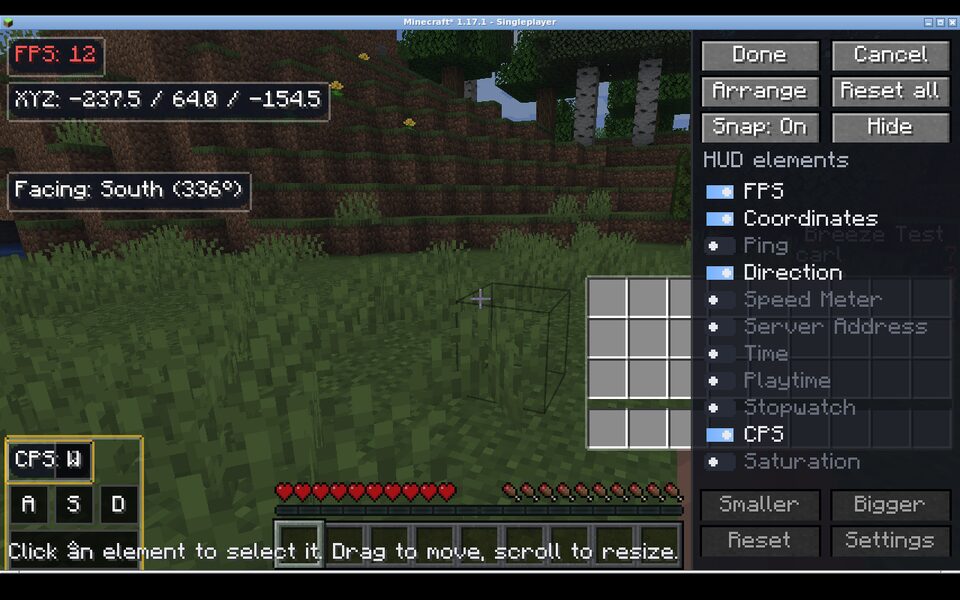 Minecraft* 1.17.1 - Singleplayer
FPS: 12
XYZ: -237.5 / 64.0 / -154.5
Facing: South (336°)
Done
Cancel
Arrange
Reset all
Snap: On
Hide
HUD elements
FPS
Coordinates
Ping
Breeze Test
Direction
Speed Meter
Server Address
Time
Playtime
Stopwatch
CPS
Saturation
Smaller
Bigger
Reset
Settings
CPS
W
A
S
D
Click an element to select it. Drag to move, scroll to resize.